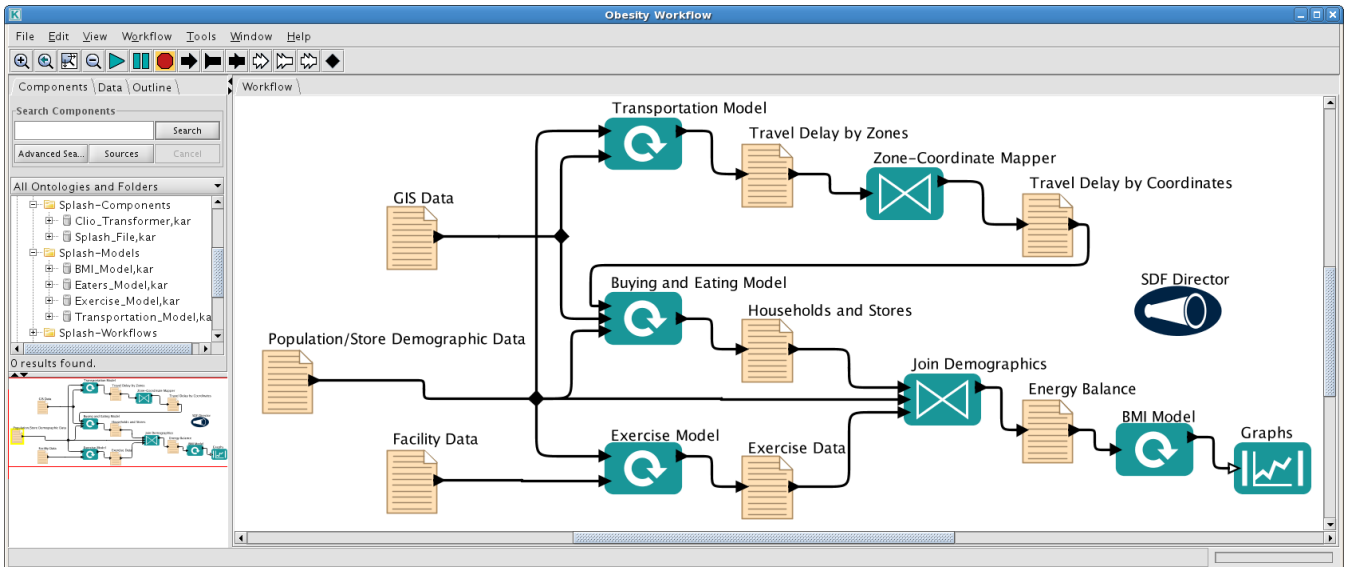 Obesity Workflow
File Edit View Workflow Tools Window Help
Components Data Outline
Workflow
Search Components
Search
Advanced Sea... Sources Cancel
All Ontologies and Folders
Splash-Components
Clio_Transformer,kar
Splash_File,kar
Splash-Models
BMI_Model,kar
Eaters_Model,kar
Exercise_Model,kar
Transportation_Model,ka
Splash-Workflows
0 results found.
Transportation Model
Travel Delay by Zones
Zone-Coordinate Mapper
Travel Delay by Coordinates
GIS Data
SDF Director
Buying and Eating Model
Households and Stores
Population/Store Demographic Data
Join Demographics
Energy Balance
BMI Model
Graphs
Facility Data
Exercise Model
Exercise Data